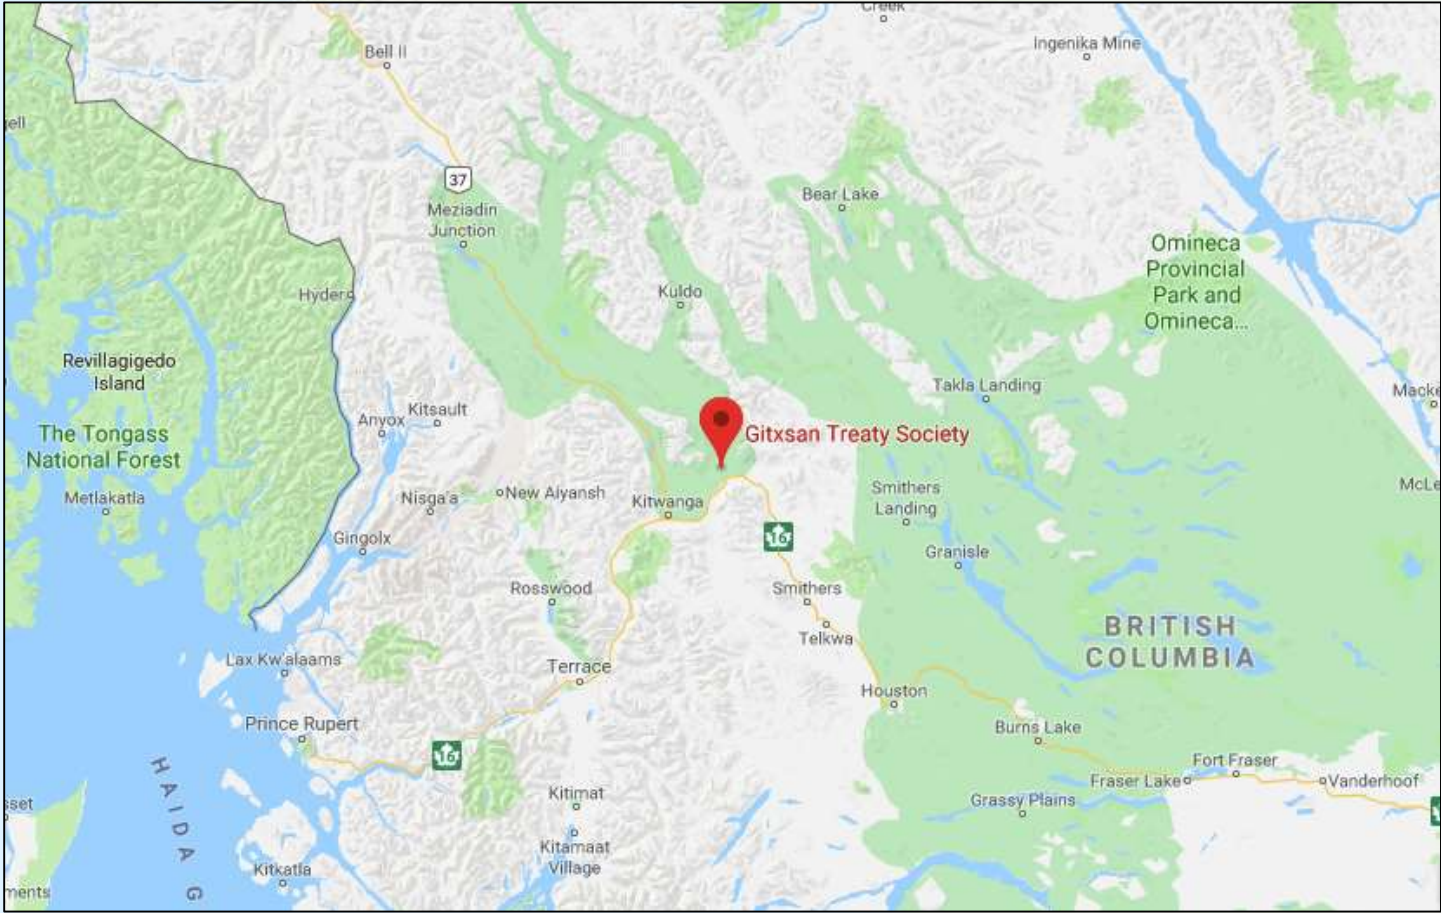 Creek
Bell II
Ingenika Mine
ell
37
Meziadin
Junction
Bear Lake
Omineca
Provincial
Park and
Omineca...
Hyder
Kuldo
Revillagigedo
Island
Takla Landing
Macke
Anyox
Kitsault
The Tongass
National Forest
Gitxsan Treaty Society
Metlakatla
Nisga'a
New Aiyansh
Kitwanga
Smithers
Landing
McLe
Gingolx
16
Granisle
Rosswood
Smithers
Telkwa
BRITISH
COLUMBIA
Lax Kw'alaams
Terrace
Houston
Prince Rupert
Burns Lake
16
Fort Fraser
Fraser Lake
Vanderhoof
HAIDA G
Kitimat
Grassy Plains
sset
Kitamaat
Village
Kitkatla
ments